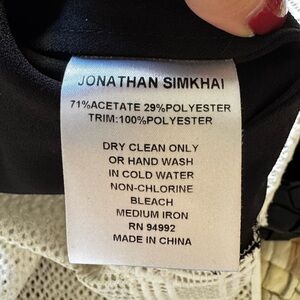 JONATHAN SIMKHAI
71%ACETATE 29%POLYESTER
TRIM:100%POLYESTER
DRY CLEAN ONLY
OR HAND WASH
IN COLD WATER
NON-CHLORINE
BLEACH
MEDIUM IRON
RN 94992
MADE IN CHINA